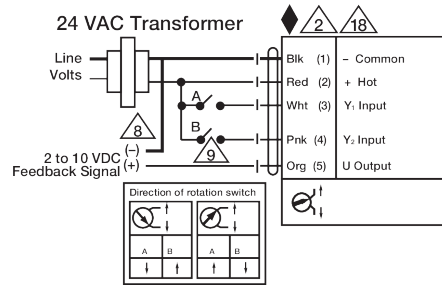 24 VAC Transformer
2 18
Line
Volts
Blk (1) – Common
Red (2) + Hot
A
Wht (3) Y1 Input
B
Pnk (4) Y2 Input
8
9
2 to 10 VDC (–)
Feedback Signal (+)
Org (5) U Output
Direction of rotation switch
A B A B